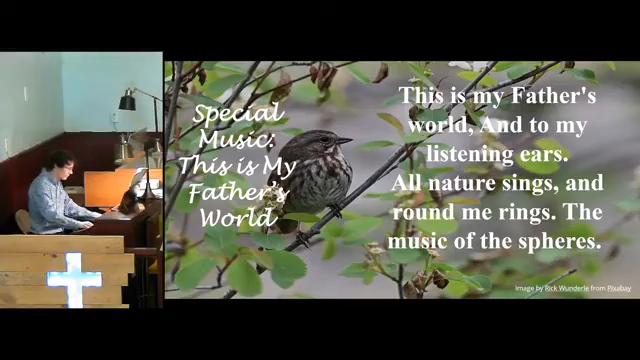 Special
Music:
This is My
Father's
World
This is my Father's
world, And to my
listening ears.
All nature sings, and
round me rings. The
music of the spheres.
Image by Rick Wunderle from Pixabay